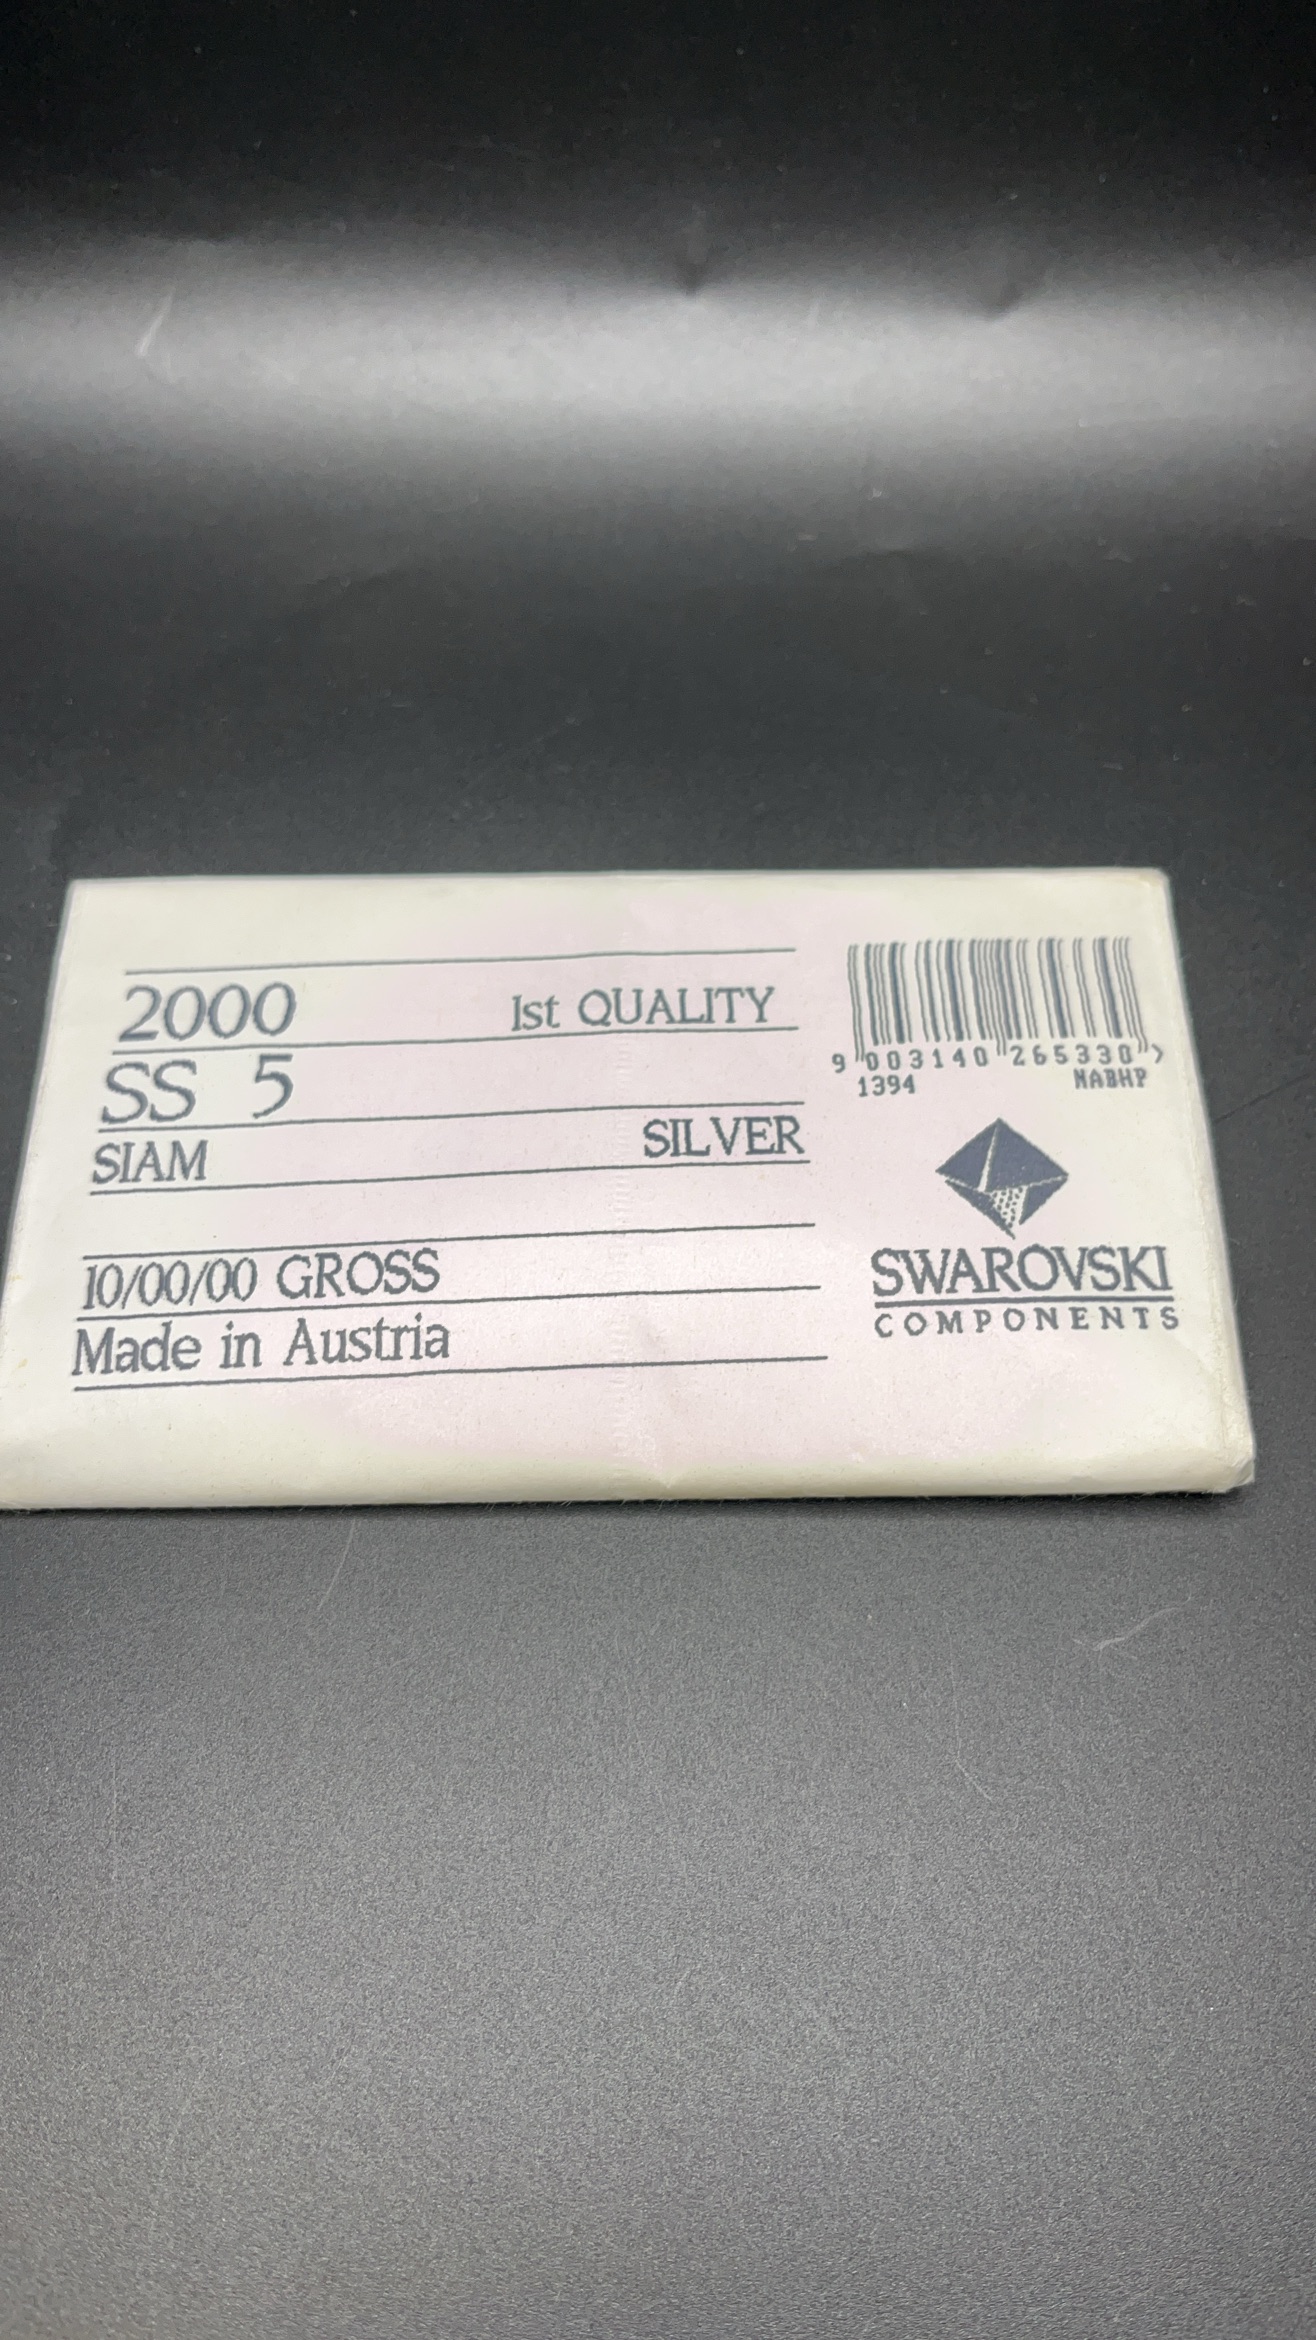 2000 1st QUALITY
SS 5
SIAM SILVER
10/00/00 GROSS
Made in Austria
9 003140 265330 >
1394 NABHP
SWAROVSKI
COMPONENTS